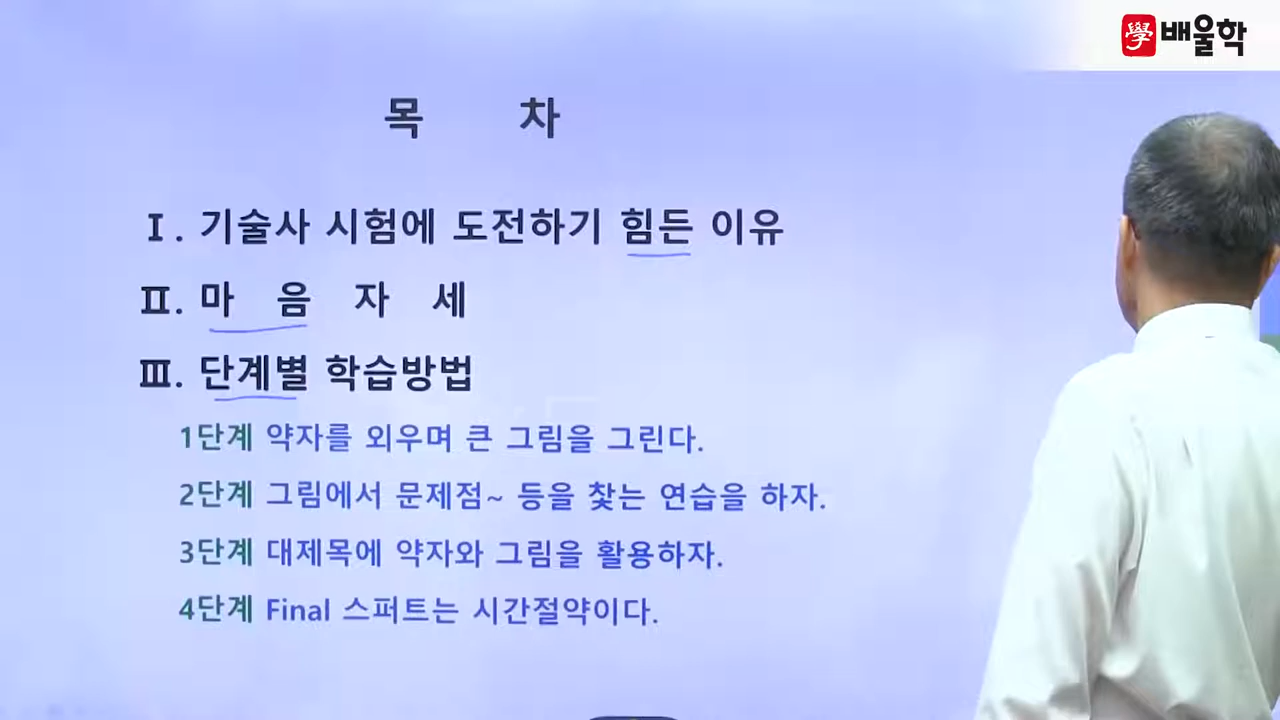 學 배울학
목 차
Ⅰ. 기술사 시험에 도전하기 힘든 이유
Ⅱ. 마 음 자 세
Ⅲ. 단계별 학습방법
1단계 약자를 외우며 큰 그림을 그린다.
2단계 그림에서 문제점~ 등을 찾는 연습을 하자.
3단계 대제목에 약자와 그림을 활용하자.
4단계 Final 스퍼트는 시간절약이다.